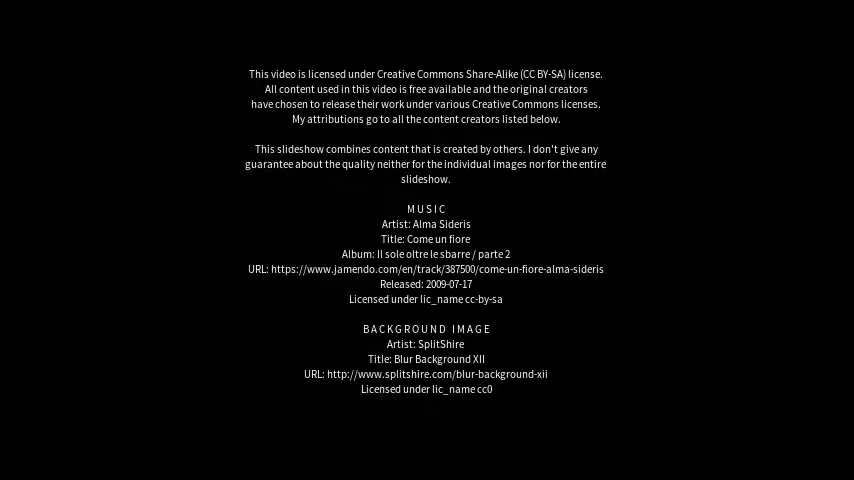 This video is licensed under Creative Commons Share-Alike (CC BY-SA) license.
All content used in this video is free available and the original creators
have chosen to release their work under various Creative Commons licenses.
My attributions go to all the content creators listed below.
This slideshow combines content that is created by others. I don't give any
guarantee about the quality neither for the individual images nor for the entire
slideshow.
MUSIC
Artist: Alma Sideris
Title: Come un fiore
Album: Il sole oltre le sbarre / parte 2
URL: https://www.jamendo.com/en/track/387500/come-un-fiore-alma-sideris
Released: 2009-07-17
Licensed under lic_name cc-by-sa
BACKGROUND IMAGE
Artist: SplitShire
Title: Blur Background XII
URL: http://www.splitshire.com/blur-background-xii
Licensed under lic_name cc0